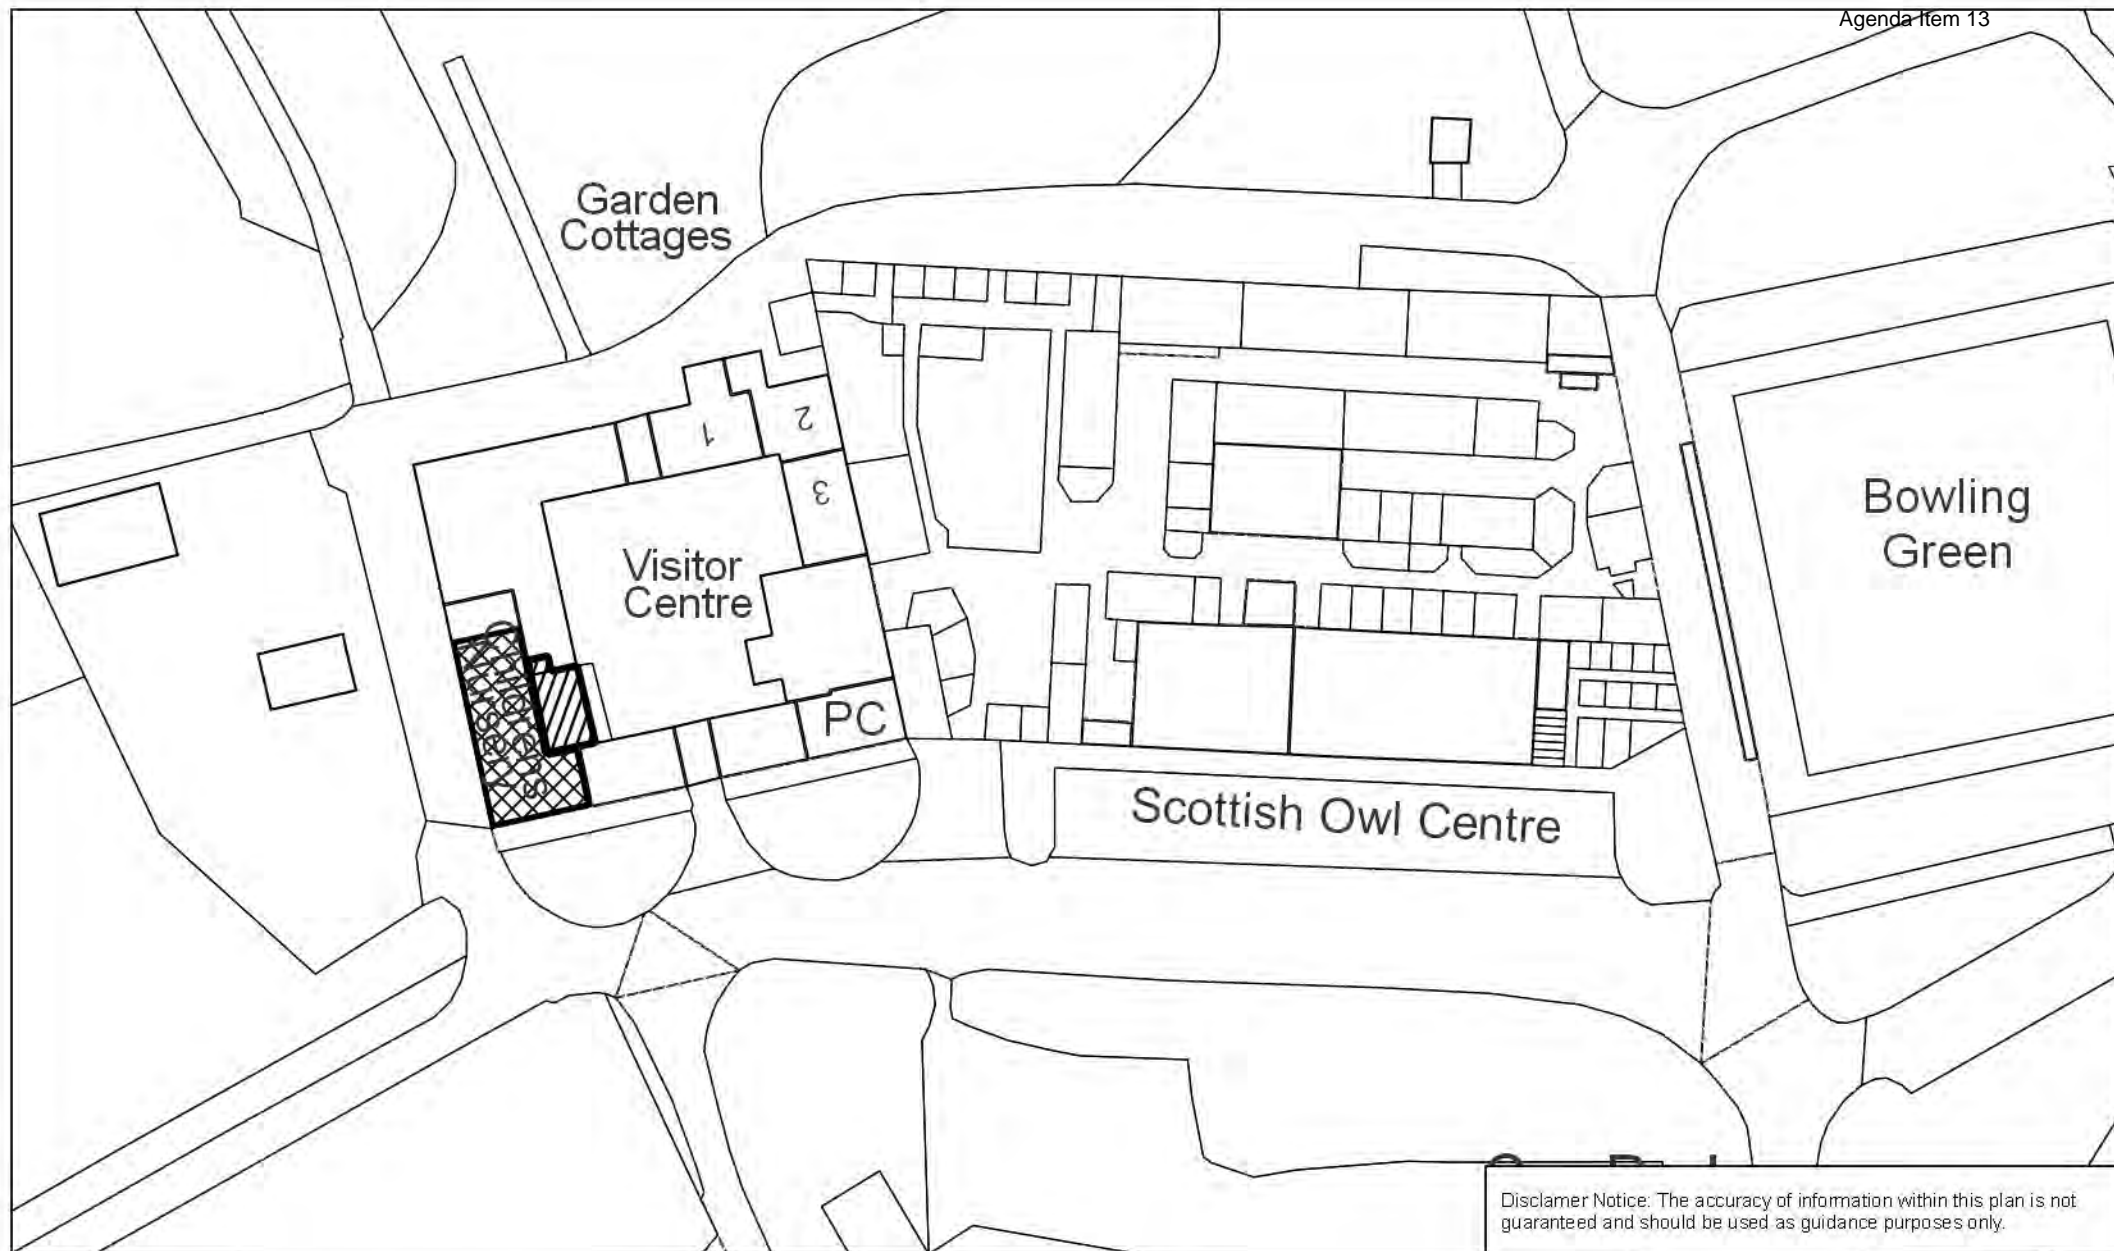 Agenda Item 13
Garden
Cottages
1
2
3
Visitor
Centre
PC
Bowling
Green
Scottish Owl Centre
Disclamer Notice: The accuracy of information within this plan is not
guaranteed and should be used as guidance purposes only.